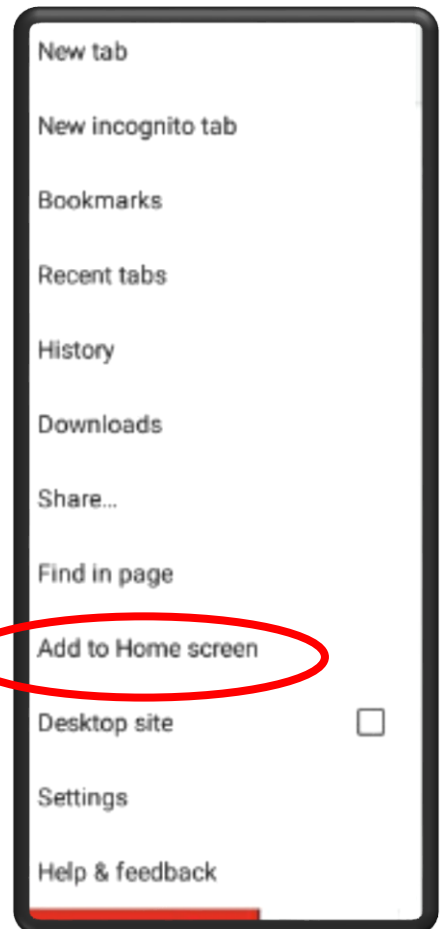 New tab
New incognito tab
Bookmarks
Recent tabs
History
Downloads
Share...
Find in page
Add to Home screen
Desktop site
Settings
Help & feedback